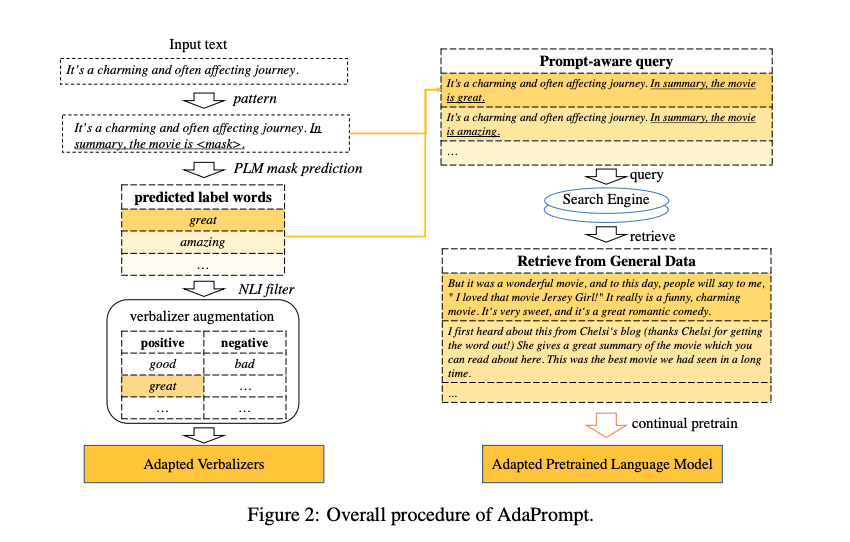 Input text
It's a charming and often affecting journey.
pattern
It's a charming and often affecting journey. In
summary, the movie is <mask>.
PLM mask prediction
predicted label words
great
amazing
...
NLI filter
verbalizer augmentation
positive negative
good bad
great ...
... ...
Adapted Verbalizers
Prompt-aware query
It's a charming and often affecting journey. In summary, the movie
is great.
It's a charming and often affecting journey. In summary, the movie
is amazing.
...
query
Search Engine
retrieve
Retrieve from General Data
But it was a wonderful movie, and to this day, people will say to me,
" I loved that movie Jersey Girl!" It really is a funny, charming
movie. It's very sweet, and it's a great romantic comedy.
I first heard about this from Chelsi's blog (thanks Chelsi for getting
the word out!) She gives a great summary of the movie which you
can read about here. This was the best movie we had seen in a long
time.
...
continual pretrain
Adapted Pretrained Language Model
Figure 2: Overall procedure of AdaPrompt.